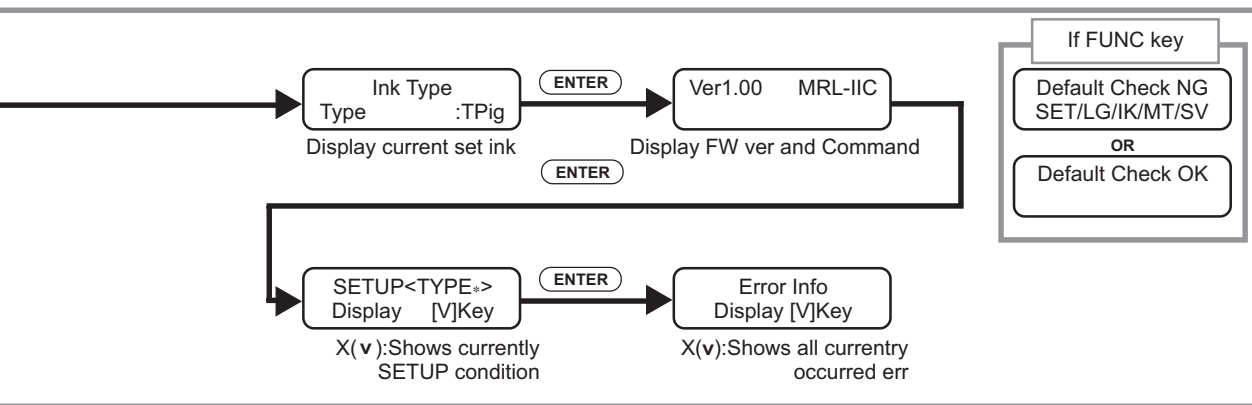 If FUNC key
Ink Type
Type :TPig
ENTER
Ver1.00 MRL-IIC
Default Check NG
SET/LG/IK/MT/SV
Display current set ink
Display FW ver and Command
OR
ENTER
Default Check OK
SETUP<TYPE*>
Display [V]Key
ENTER
Error Info
Display [V]Key
X(v):Shows currently
SETUP condition
X(v):Shows all currentry
occurred err